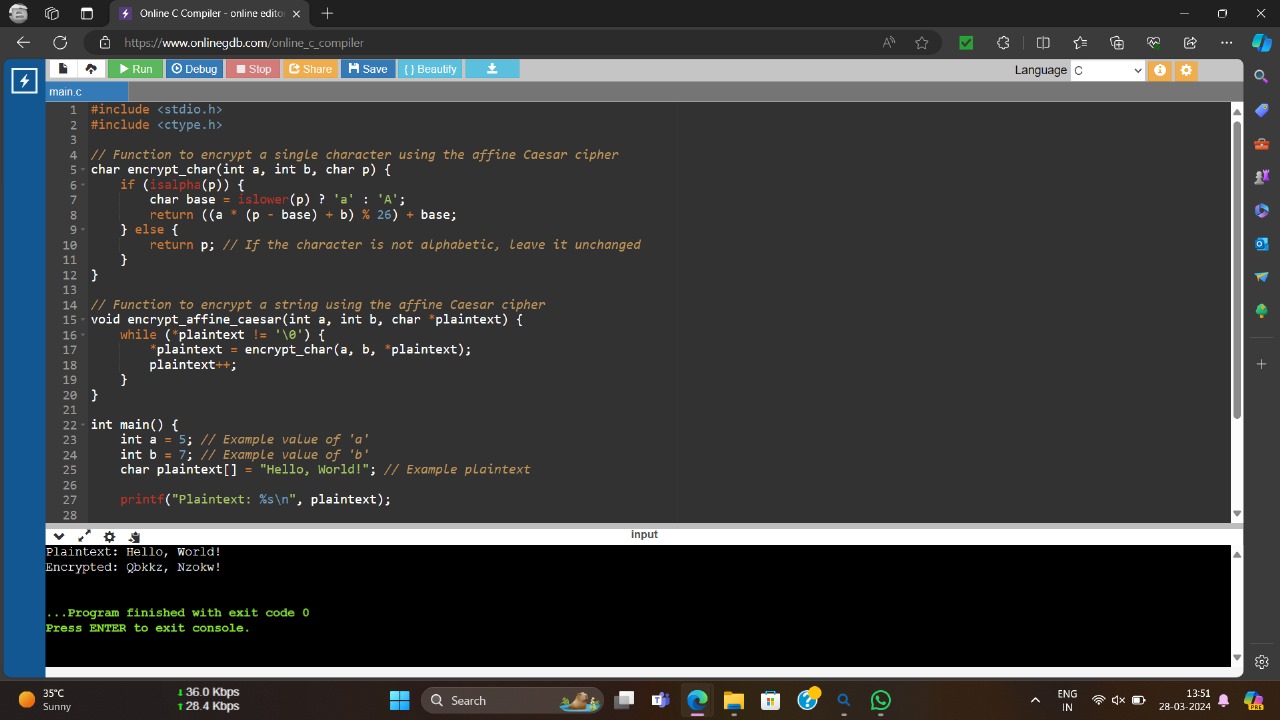 Online C Compiler - online edito
https://www.onlinegdb.com/online_c_compiler
Run Debug Stop Share Save {} Beautify Language C
main.c
1 #include <stdio.h>
2 #include <ctype.h>
3
4 // Function to encrypt a single character using the affine Caesar cipher
5 char encrypt_char(int a, int b, char p) {
6 if (isalpha(p)) {
7 char base = islower(p) ? 'a' : 'A';
8 return ((a * (p - base) + b) % 26) + base;
9 } else {
10 return p; // If the character is not alphabetic, leave it unchanged
11 }
12 }
13
14 // Function to encrypt a string using the affine Caesar cipher
15 void encrypt_affine_caesar(int a, int b, char *plaintext) {
16 while (*plaintext != '\0') {
17 *plaintext = encrypt_char(a, b, *plaintext);
18 plaintext++;
19 }
20 }
21
22 int main() {
23 int a = 5; // Example value of 'a'
24 int b = 7; // Example value of 'b'
25 char plaintext[] = "Hello, World!"; // Example plaintext
26
27 printf("Plaintext: %s\n", plaintext);
28
input
Plaintext: Hello, World!
Encrypted: Qbkkz, Nzokw!
...Program finished with exit code 0
Press ENTER to exit console.
35°C
Sunny
36.0 Kbps
28.4 Kbps
Search
ENG
IN
13:51
28-03-2024